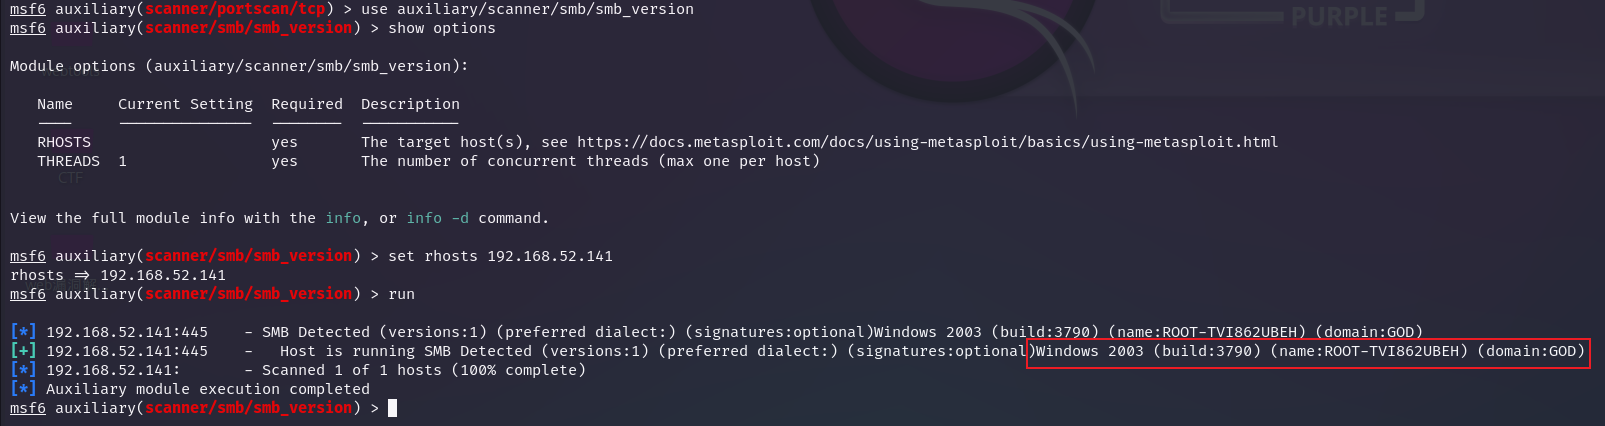 PURPLE
msf6 auxiliary(scanner/portscan/tcp) > use auxiliary/scanner/smb/smb_version
msf6 auxiliary(scanner/smb/smb_version) > show options
Module options (auxiliary/scanner/smb/smb_version):
Name     Current Setting  Required  Description
----     ---------------  --------  -----------
RHOSTS                    yes       The target host(s), see https://docs.metasploit.com/docs/using-metasploit/basics/using-metasploit.html
THREADS  1                yes       The number of concurrent threads (max one per host)
CTF
View the full module info with the info, or info -d command.
msf6 auxiliary(scanner/smb/smb_version) > set rhosts 192.168.52.141
rhosts => 192.168.52.141
msf6 auxiliary(scanner/smb/smb_version) > run
[*] 192.168.52.141:445    - SMB Detected (versions:1) (preferred dialect:) (signatures:optional)Windows 2003 (build:3790) (name:ROOT-TVI862UBEH) (domain:GOD)
[+] 192.168.52.141:445    -   Host is running SMB Detected (versions:1) (preferred dialect:) (signatures:optional)Windows 2003 (build:3790) (name:ROOT-TVI862UBEH) (domain:GOD)
[*] 192.168.52.141:       - Scanned 1 of 1 hosts (100% complete)
[*] Auxiliary module execution completed
msf6 auxiliary(scanner/smb/smb_version) >